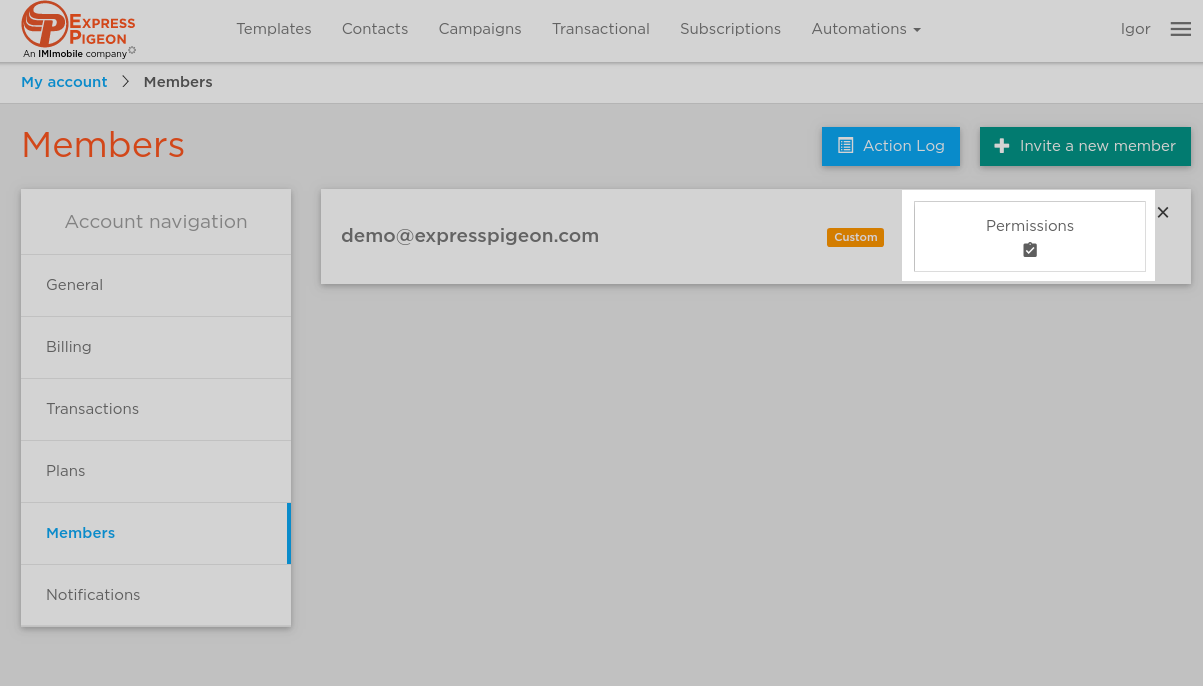 EXPRESS
PIGEON
An IMImobile company
Templates
Contacts
Campaigns
Transactional
Subscriptions
Automations
Igor
My account
Members
Members
Action Log
Invite a new member
Account navigation
General
Billing
Transactions
Plans
Members
Notifications
demo@expresspigeon.com
Custom
Permissions